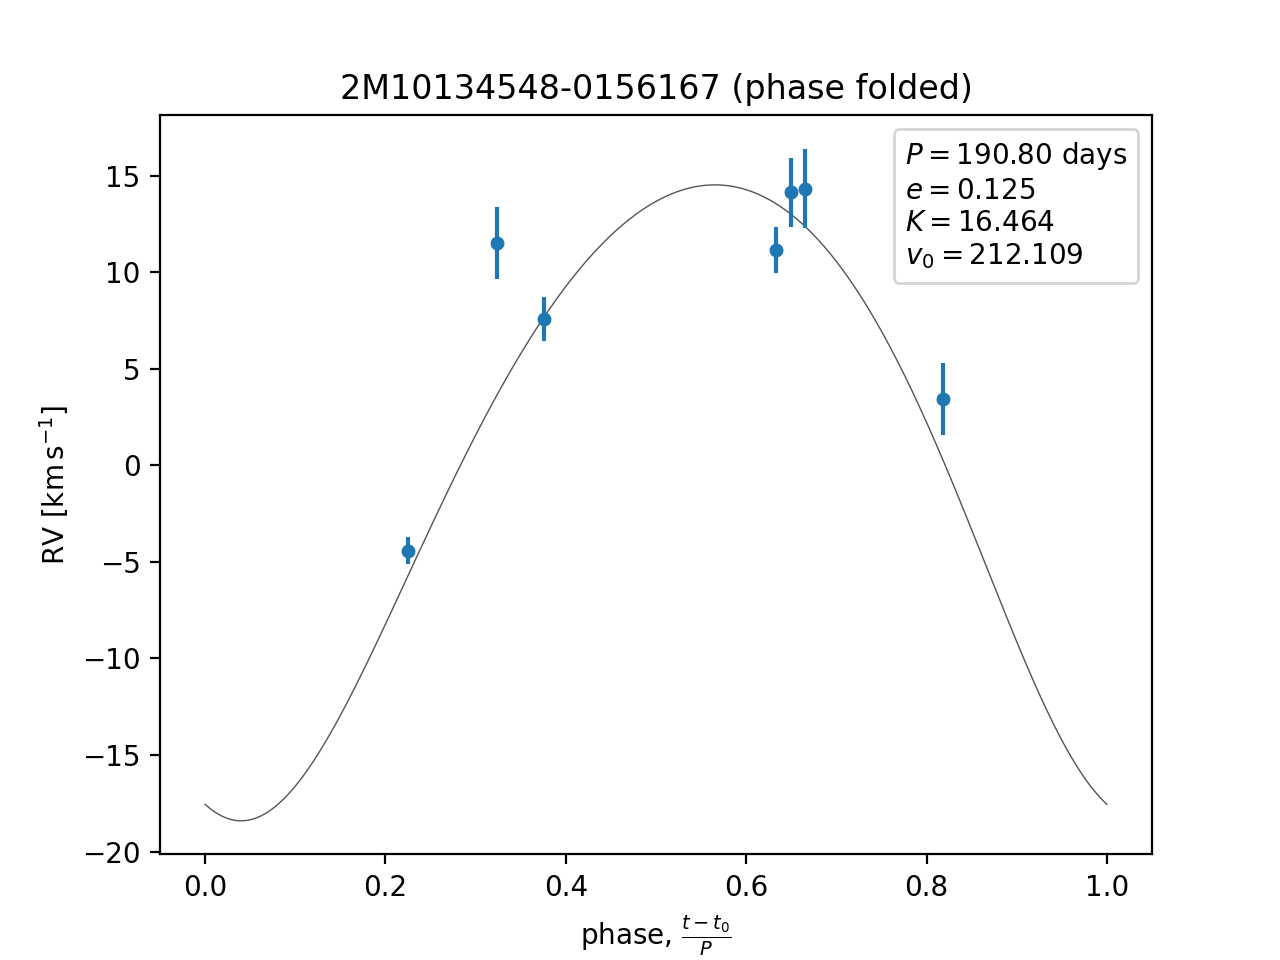 2M10134548-0156167 (phase folded)
P = 190.80 days
e = 0.125
K = 16.464
v₀ = 212.109
15
10
5
0
−5
−10
−15
−20
RV [km s⁻¹]
0.0 0.2 0.4 0.6 0.8 1.0
phase, (t − t₀)/P